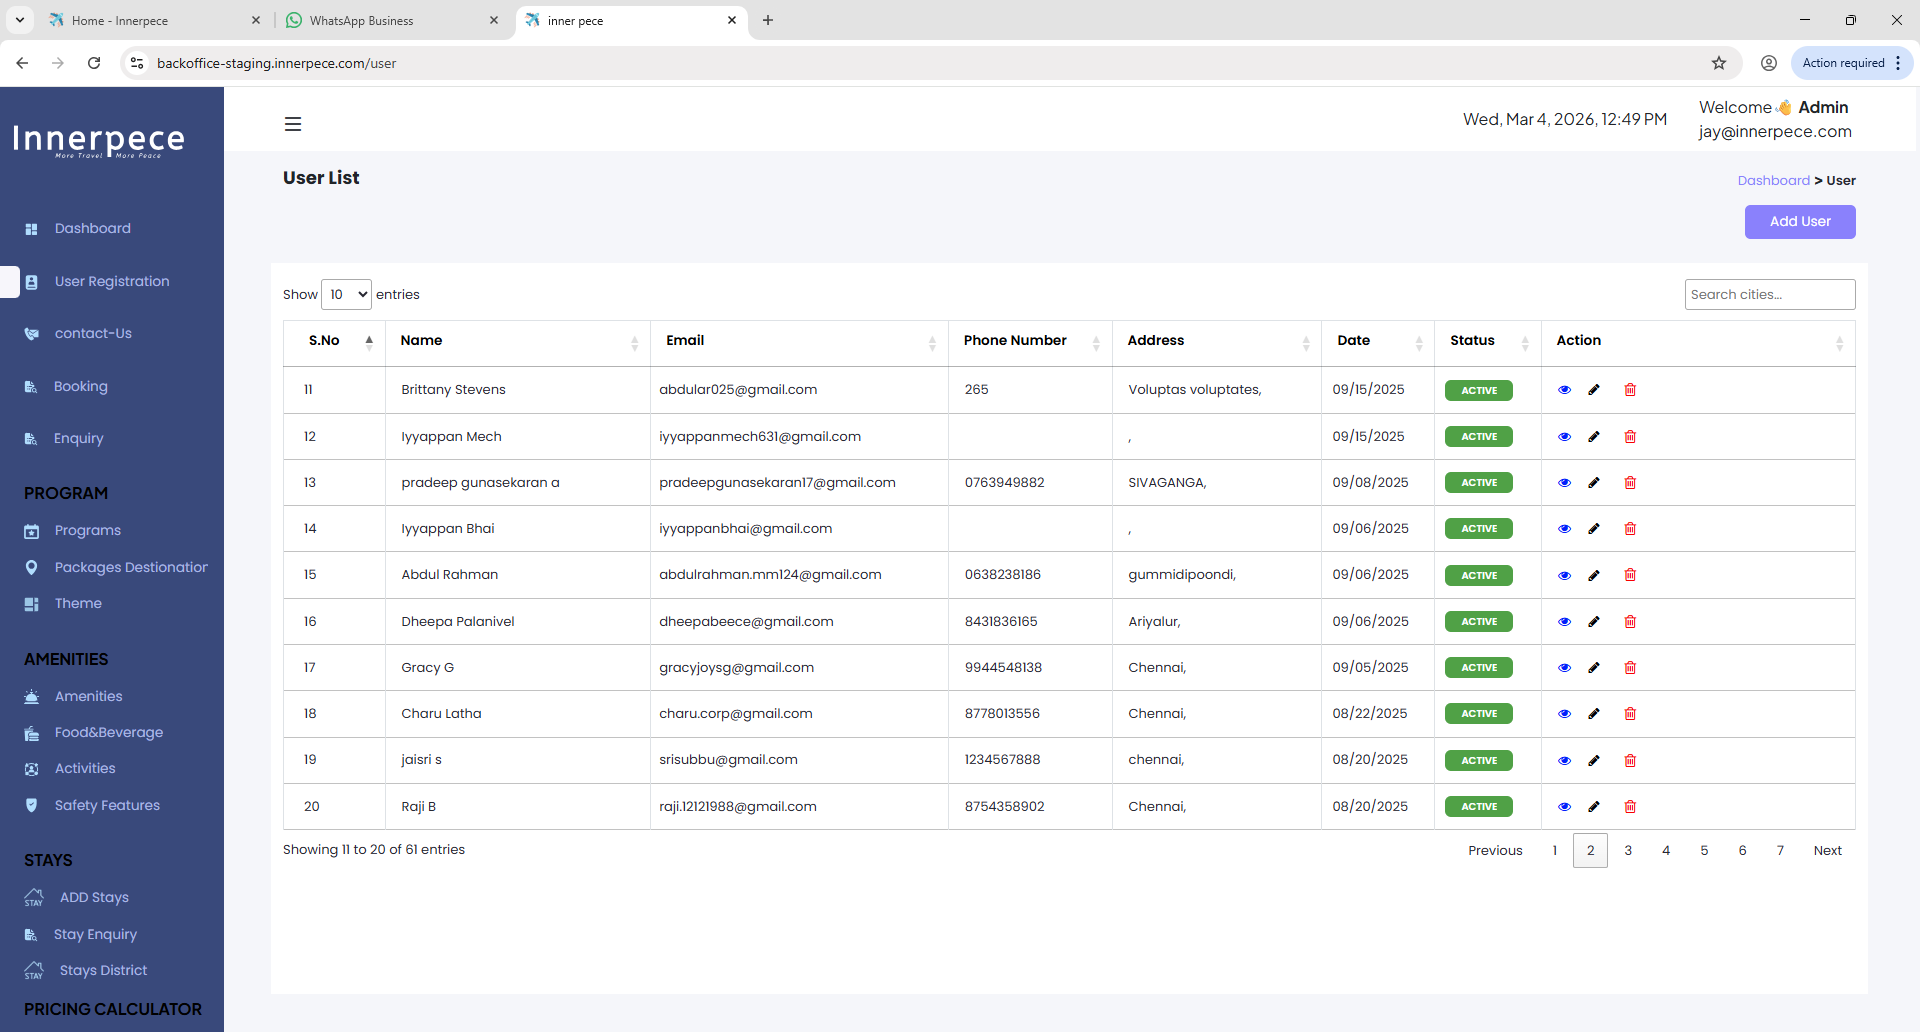 Home - Innerpece
WhatsApp Business
inner pece
backoffice-staging.innerpece.com/user
Action required
Innerpece
More Travel More Peace
Wed, Mar 4, 2026, 12:49 PM
Welcome👋 Admin
jay@innerpece.com
Dashboard
User Registration
contact-Us
Booking
Enquiry
PROGRAM
Programs
Packages Destionation
Theme
AMENITIES
Amenities
Food&Beverage
Activities
Safety Features
STAYS
STAY ADD Stays
Stay Enquiry
STAY Stays District
PRICING CALCULATOR
User List
Dashboard > User
Add User
Show 10 entries
Search cities...
S.No Name Email Phone Number Address Date Status Action
11 Brittany Stevens abdular025@gmail.com 265 Voluptas voluptates, 09/15/2025 ACTIVE
12 Iyyappan Mech iyyappanmech631@gmail.com , 09/15/2025 ACTIVE
13 pradeep gunasekaran a pradeepgunasekaran17@gmail.com 0763949882 SIVAGANGA, 09/08/2025 ACTIVE
14 Iyyappan Bhai iyyappanbhai@gmail.com , 09/06/2025 ACTIVE
15 Abdul Rahman abdulrahman.mm124@gmail.com 0638238186 gummidipoondi, 09/06/2025 ACTIVE
16 Dheepa Palanivel dheepabeece@gmail.com 8431836165 Ariyalur, 09/06/2025 ACTIVE
17 Gracy G gracyjoysg@gmail.com 9944548138 Chennai, 09/05/2025 ACTIVE
18 Charu Latha charu.corp@gmail.com 8778013556 Chennai, 08/22/2025 ACTIVE
19 jaisri s srisubbu@gmail.com 1234567888 chennai, 08/20/2025 ACTIVE
20 Raji B raji.12121988@gmail.com 8754358902 Chennai, 08/20/2025 ACTIVE
Showing 11 to 20 of 61 entries
Previous 1 2 3 4 5 6 7 Next